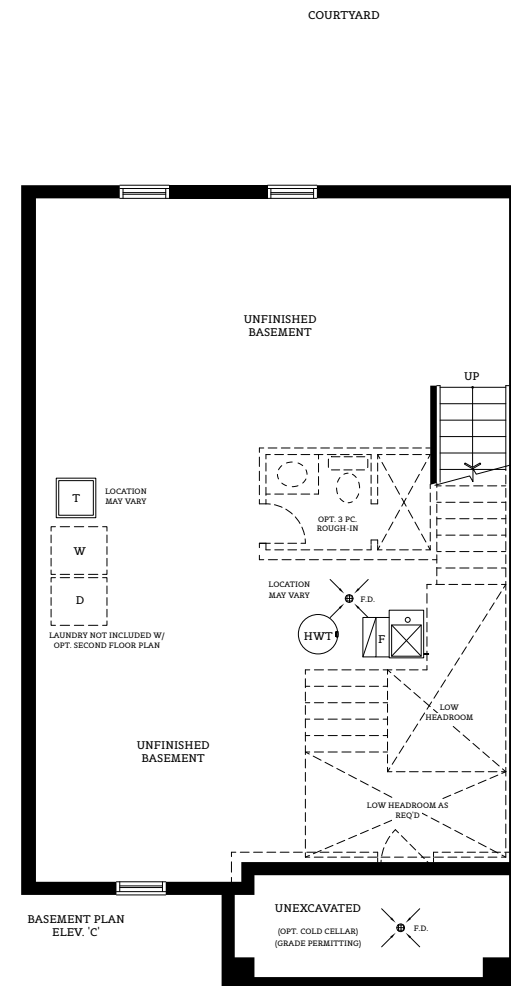 COURTYARD
UNFINISHED
BASEMENT
UP
T
LOCATION
MAY VARY
W
D
LAUNDRY NOT INCLUDED W/
OPT. SECOND FLOOR PLAN
OPT. 3 PC.
ROUGH-IN
LOCATION
MAY VARY
F.D.
HWT
F
LOW
HEADROOM
UNFINISHED
BASEMENT
LOW HEADROOM AS
REQ'D
BASEMENT PLAN
ELEV. 'C'
UNEXCAVATED
(OPT. COLD CELLAR)
(GRADE PERMITTING)
F.D.